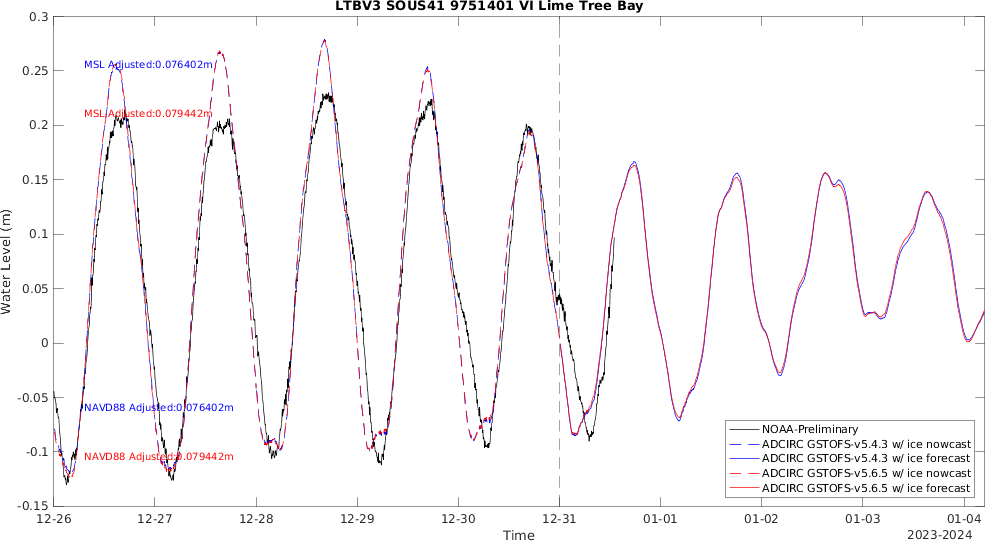 LTBV3 SOUS41 9751401 VI Lime Tree Bay
0.3
0.25
0.2
0.15
0.1
0.05
0
-0.05
-0.1
-0.15
Water Level (m)
MSL Adjusted:0.076402m
MSL Adjusted:0.079442m
NAVD88 Adjusted:0.076402m
NAVD88 Adjusted:0.079442m
NOAA-Preliminary
ADCIRC GSTOFS-v5.4.3 w/ ice nowcast
ADCIRC GSTOFS-v5.4.3 w/ ice forecast
ADCIRC GSTOFS-v5.6.5 w/ ice nowcast
ADCIRC GSTOFS-v5.6.5 w/ ice forecast
12-26 12-27 12-28 12-29 12-30 12-31 01-01 01-02 01-03 01-04
Time
2023-2024